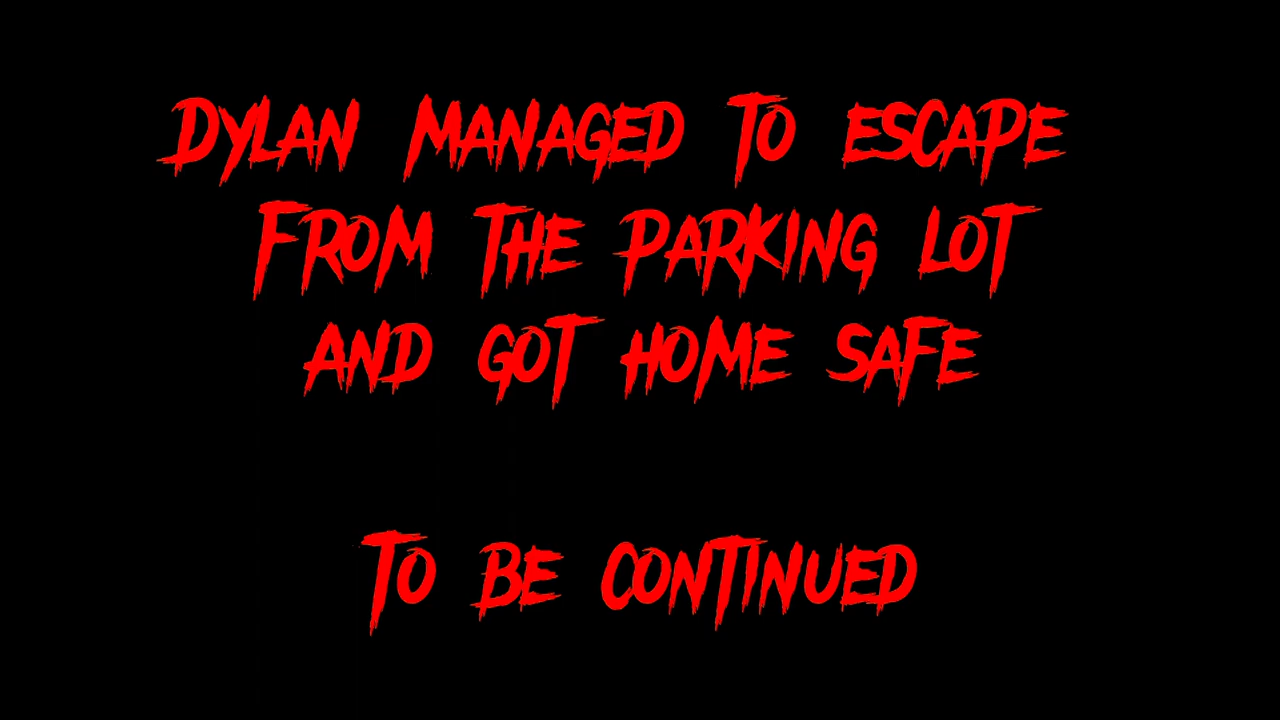 DYLAN MANAGED TO ESCAPE
FROM THE PARKING LOT
AND GOT HOME SAFE
TO BE CONTINUED